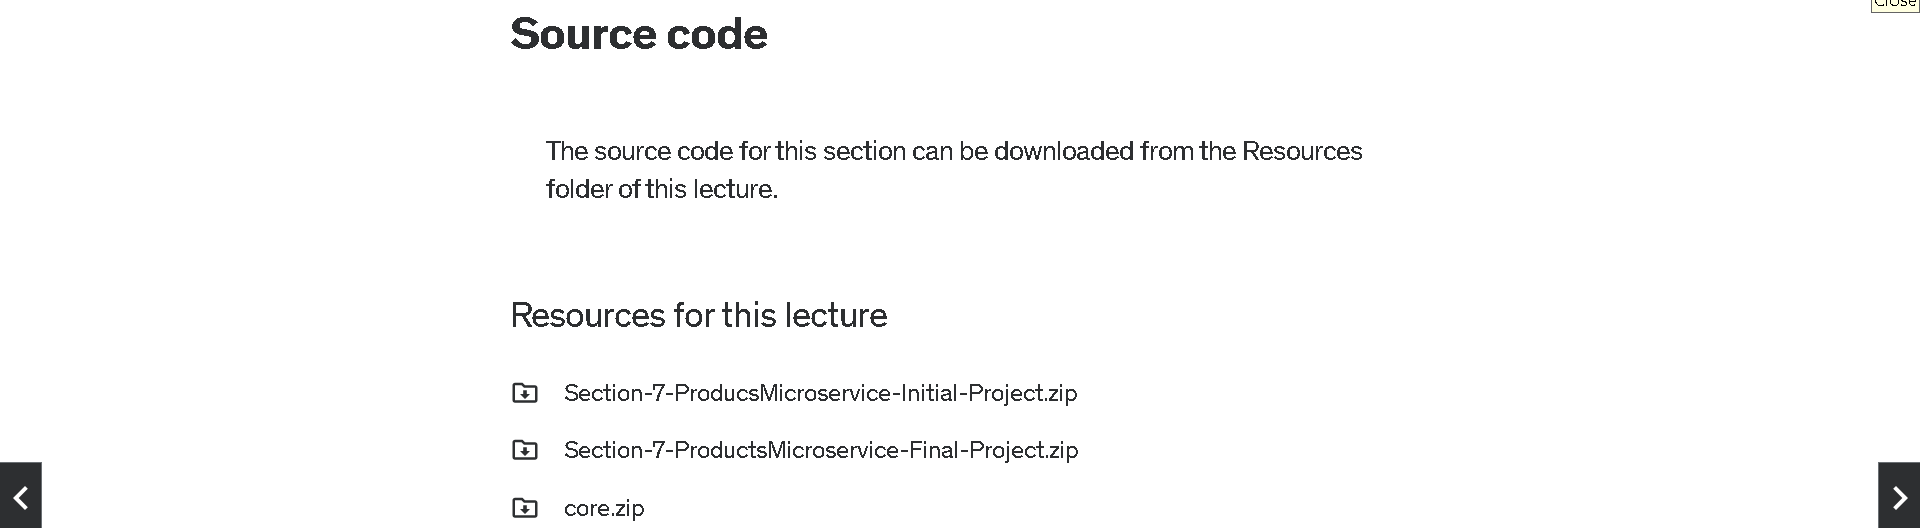 Close
Source code
The source code for this section can be downloaded from the Resources
folder of this lecture.
Resources for this lecture
Section-7-ProducsMicroservice-Initial-Project.zip
Section-7-ProductsMicroservice-Final-Project.zip
core.zip